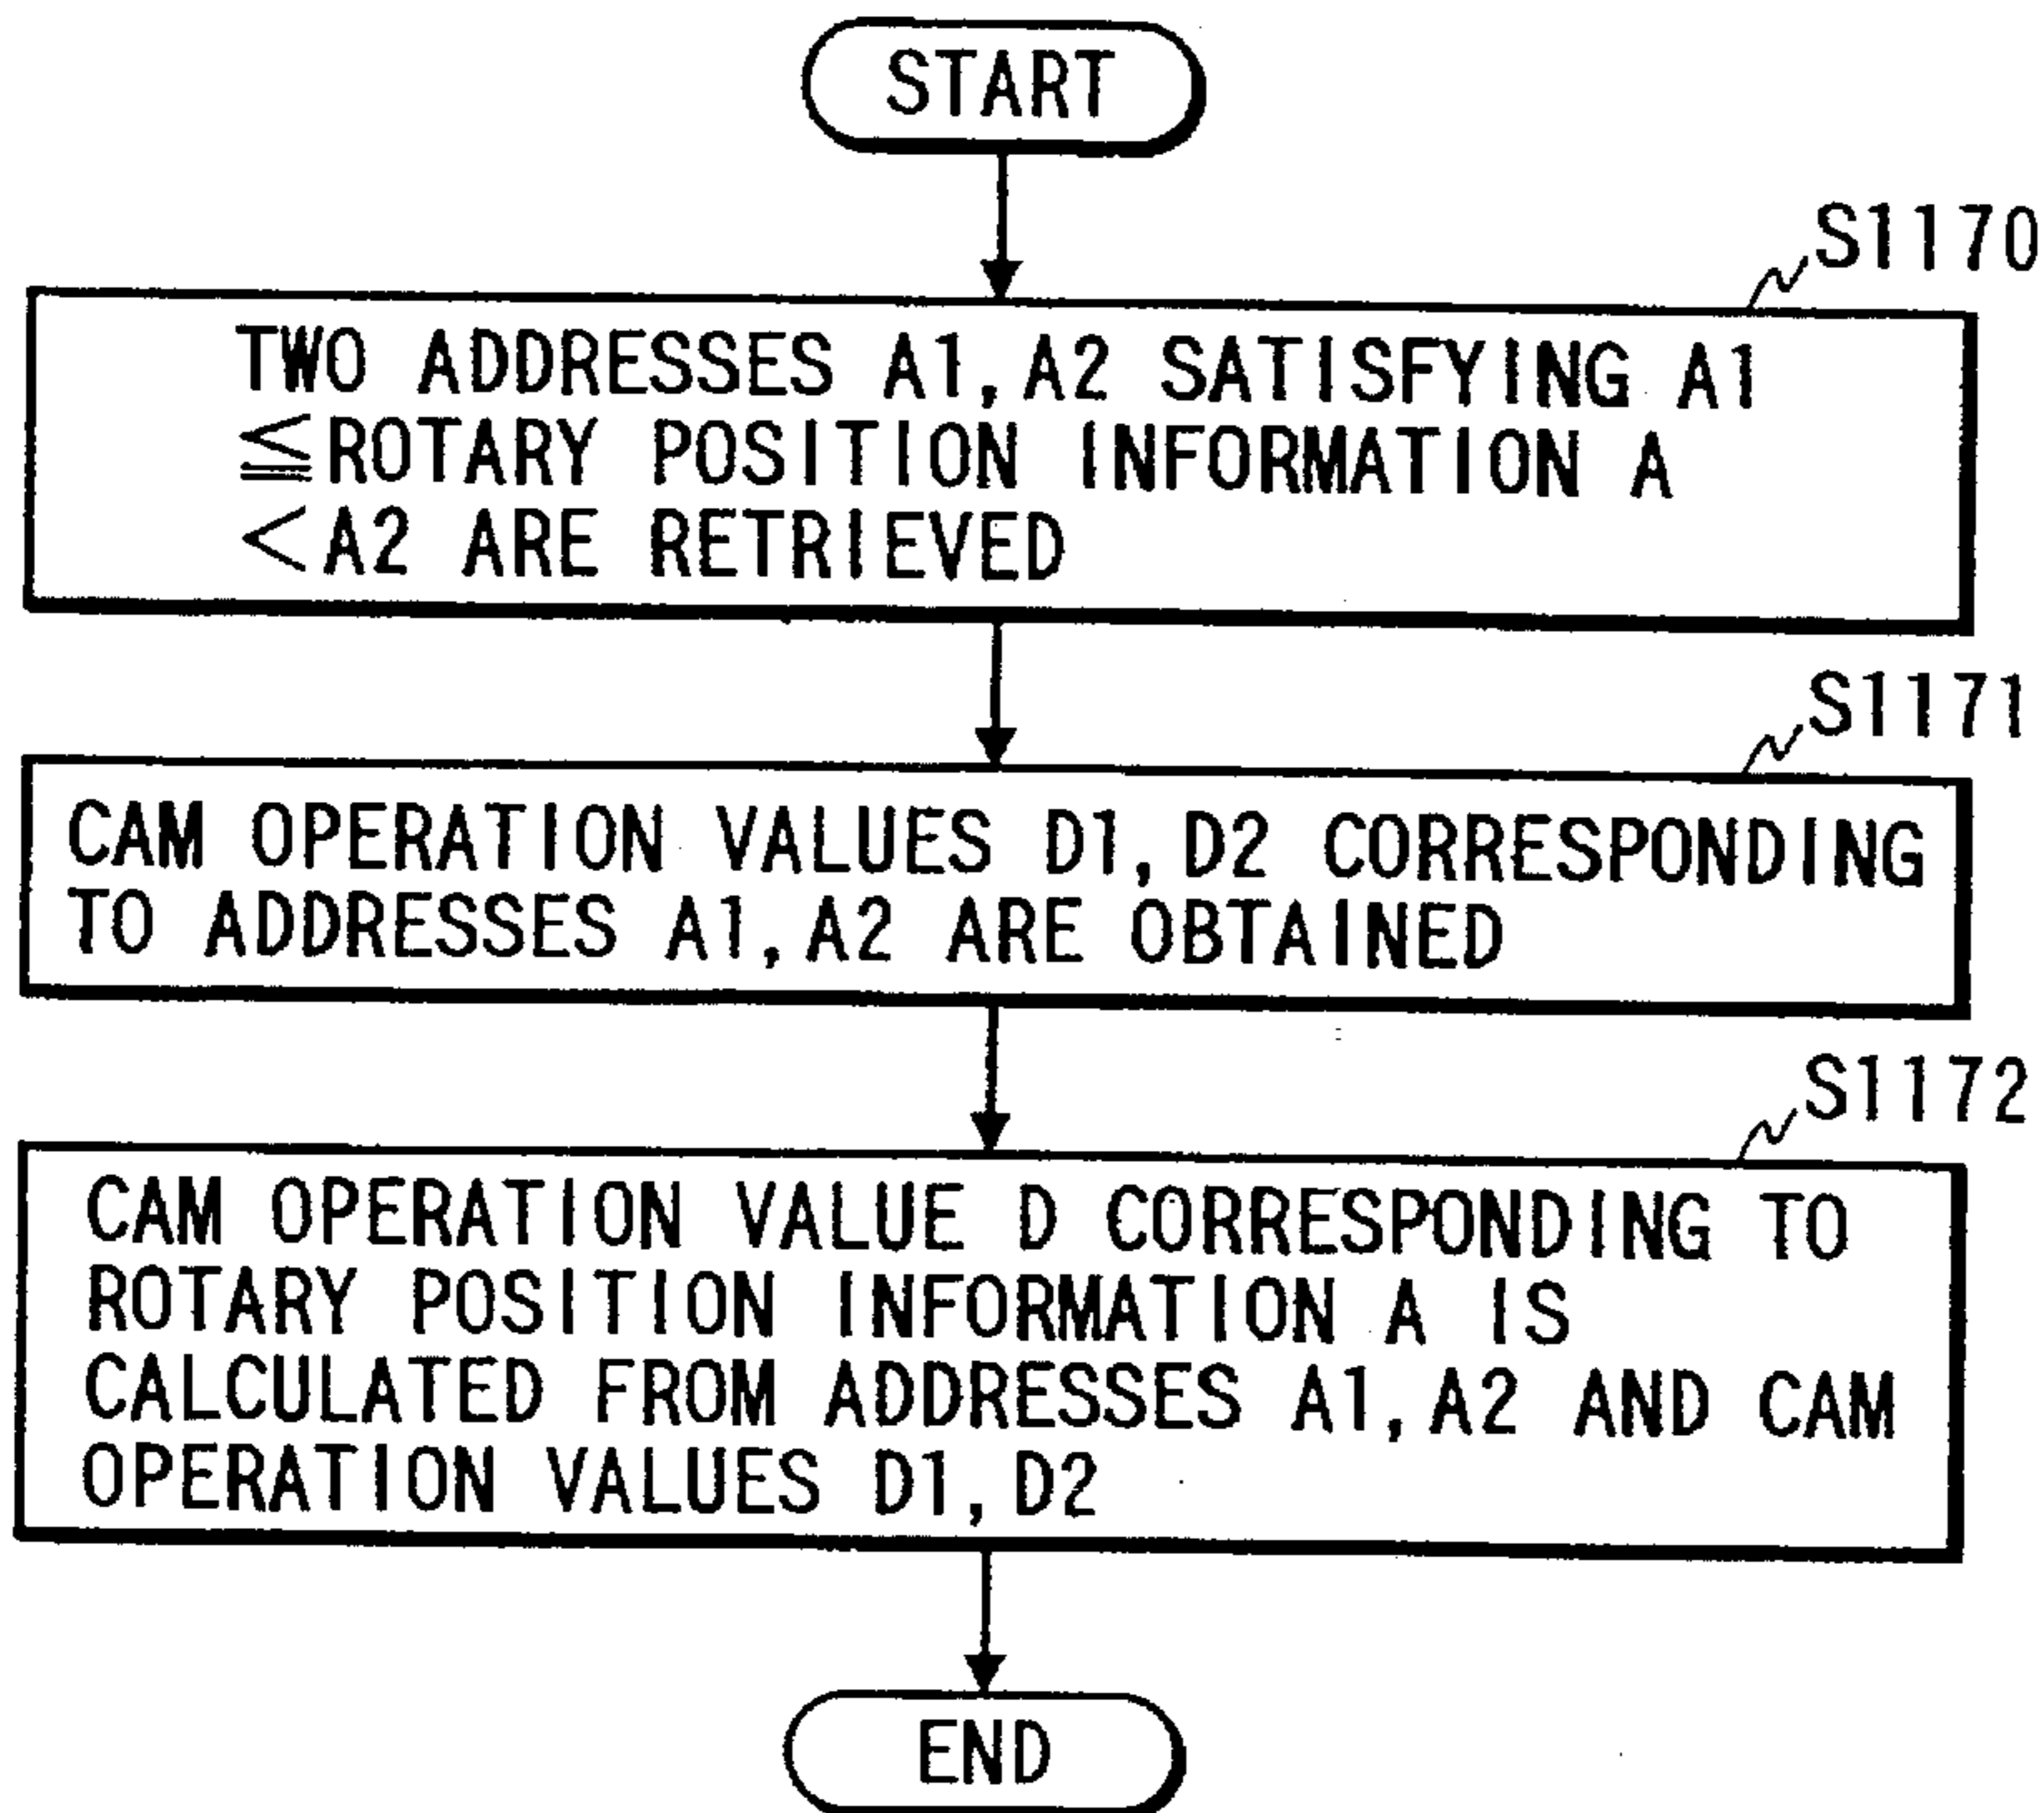 START
S1170
TWO ADDRESSES A1, A2 SATISFYING A1
≦ROTARY POSITION INFORMATION A
<A2 ARE RETRIEVED
S1171
CAM OPERATION VALUES D1, D2 CORRESPONDING
TO ADDRESSES A1, A2 ARE OBTAINED
S1172
CAM OPERATION VALUE D CORRESPONDING TO
ROTARY POSITION INFORMATION A IS
CALCULATED FROM ADDRESSES A1, A2 AND CAM
OPERATION VALUES D1, D2
END